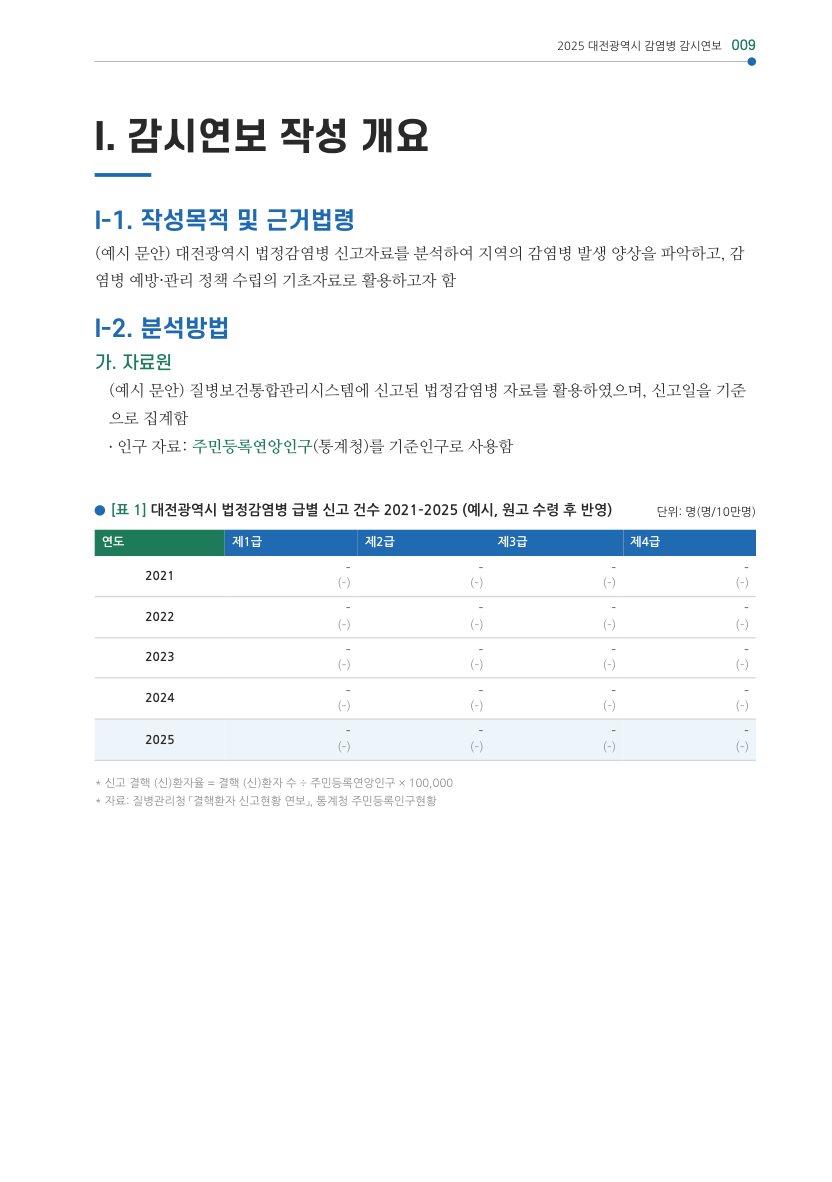 2025 대전광역시 감염병 감시연보 009
I. 감시연보 작성 개요
I-1. 작성목적 및 근거법령
(예시 문안) 대전광역시 법정감염병 신고자료를 분석하여 지역의 감염병 발생 양상을 파악하고, 감
염병 예방·관리 정책 수립의 기초자료로 활용하고자 함
I-2. 분석방법
가. 자료원
(예시 문안) 질병보건통합관리시스템에 신고된 법정감염병 자료를 활용하였으며, 신고일을 기준
으로 집계함
· 인구 자료: 주민등록연앙인구(통계청)를 기준인구로 사용함
● [표 1] 대전광역시 법정감염병 급별 신고 건수 2021-2025 (예시, 원고 수령 후 반영) 단위: 명(명/10만명)
연도 제1급 제2급 제3급 제4급
- - - -
2021
(-) (-) (-) (-)
- - - -
2022
(-) (-) (-) (-)
- - - -
2023
(-) (-) (-) (-)
- - - -
2024
(-) (-) (-) (-)
- - - -
2025
(-) (-) (-) (-)
* 신고 결핵 (신)환자율 = 결핵 (신)환자 수 ÷ 주민등록연앙인구 × 100,000
* 자료: 질병관리청 「결핵환자 신고현황 연보」, 통계청 주민등록인구현황